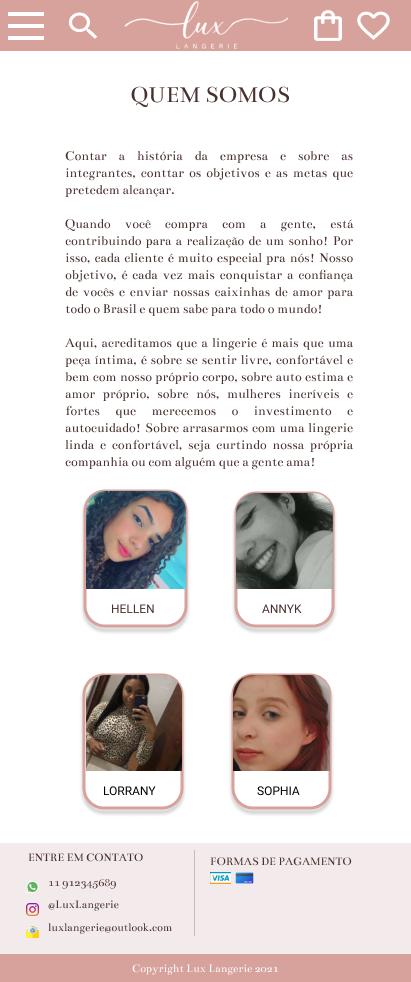 lux
LANGERIE
QUEM SOMOS
Contar a história da empresa e sobre as
integrantes, conttar os objetivos e as metas que
pretedem alcançar.
Quando você compra com a gente, está
contribuindo para a realização de um sonho! Por
isso, cada cliente é muito especial pra nós! Nosso
objetivo, é cada vez mais conquistar a confiança
de vocês e enviar nossas caixinhas de amor para
todo o Brasil e quem sabe para todo o mundo!
Aqui, acreditamos que a lingerie é mais que uma
peça íntima, é sobre se sentir livre, confortável e
bem com nosso próprio corpo, sobre auto estima e
amor próprio, sobre nós, mulheres incríveis e
fortes que merecemos o investimento e
autocuidado! Sobre arrasarmos com uma lingerie
linda e confortável, seja curtindo nossa própria
companhia ou com alguém que a gente ama!
HELLEN
ANNYK
LORRANY
SOPHIA
ENTRE EM CONTATO
11 912345689
@LuxLangerie
luxlangerie@outlook.com
FORMAS DE PAGAMENTO
VISA
Copyright Lux Langerie 2021